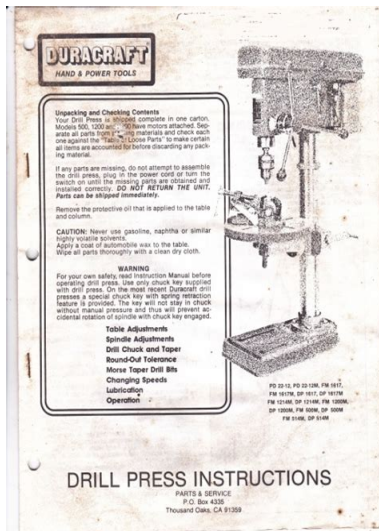 DURACRAFT
HAND & POWER TOOLS
Unpacking and Checking Contents
Your Drill Press is shipped complete in one carton.
Models 500, 1200 have motors attached. Sep-
arate all parts from materials and check each
one against the "Table Loose Parts" to make certain
all items are accounted for before discarding any pack-
ing material.
If any parts are missing, do not attempt to assemble
the drill press, plug in the power cord or turn the
switch on until the missing parts are obtained and
installed correctly. DO NOT RETURN THE UNIT.
Parts can be shipped immediately.
Remove the protective oil that is applied to the table
and column.
CAUTION: Never use gasoline, naphtha or similar
highly volatile solvents.
Apply a coat of automobile wax to the table.
Wipe all parts thoroughly with a clean dry cloth.
WARNING
For your own safety, read Instruction Manual before
operating drill press. Use only chuck key supplied
with drill press. On the most recent Duracraft drill
presses a special chuck key with spring retraction
feature is provided. The key will not stay in chuck
without manual pressure and thus will prevent ac-
cidental rotation of spindle with chuck key engaged.
Table Adjustments
Spindle Adjustments
Drill Chuck and Taper
Round-Out Tolerance
Morse Taper Drill Bits
Changing Speeds
Lubrication
Operation
PD 22-12, PD 22-12M, FM 1617,
FM 1617M, DP 1617, DP 1617M
FM 1214M, DP 1214M, FM 1200M,
DP 1200M, FM 500M, DP 500M
FM 514M, DP 514M
DRILL PRESS INSTRUCTIONS
PARTS & SERVICE
P.O. Box 4335
Thousand Oaks, CA 91359